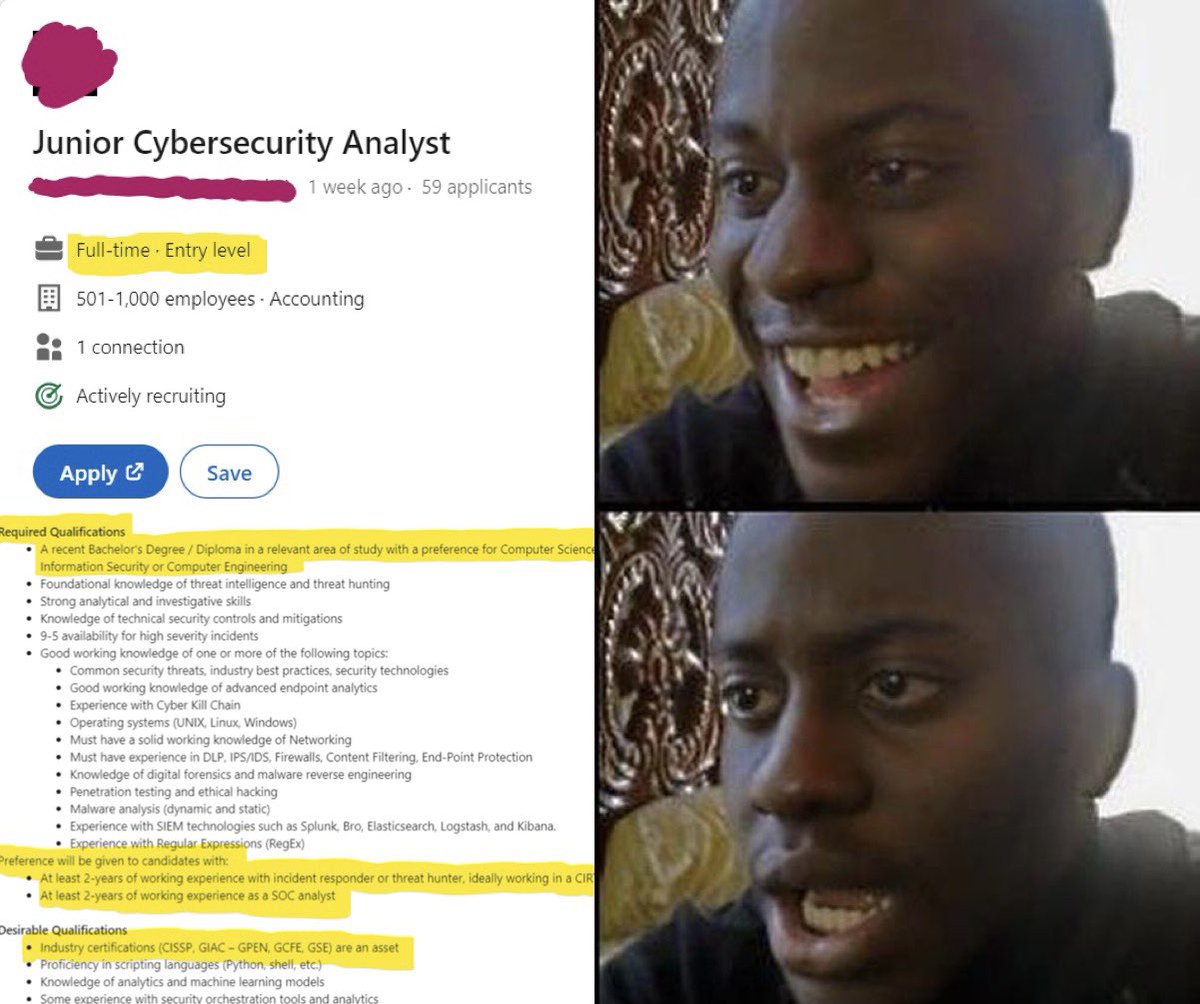 Junior Cybersecurity Analyst
1 week ago · 59 applicants
Full-time · Entry level
501-1,000 employees · Accounting
1 connection
Actively recruiting
Apply
Save
Required Qualifications
• A recent Bachelor's Degree / Diploma in a relevant area of study with a preference for Computer Science
Information Security or Computer Engineering
• Foundational knowledge of threat intelligence and threat hunting
• Strong analytical and investigative skills
• Knowledge of technical security controls and mitigations
• 9-5 availability for high severity incidents
• Good working knowledge of one or more of the following topics:
• Common security threats, industry best practices, security technologies
• Good working knowledge of advanced endpoint analytics
• Experience with Cyber Kill Chain
• Operating systems (UNIX, Linux, Windows)
• Must have a solid working knowledge of Networking
• Must have experience in DLP, IPS/IDS, Firewalls, Content Filtering, End-Point Protection
• Knowledge of digital forensics and malware reverse engineering
• Penetration testing and ethical hacking
• Malware analysis (dynamic and static)
• Experience with SIEM technologies such as Splunk, Bro, Elasticsearch, Logstash, and Kibana.
• Experience with Regular Expressions (RegEx)
Preference will be given to candidates with:
• At least 2-years of working experience with incident responder or threat hunter, ideally working in a
• At least 2-years of working experience as a SOC analyst
Desirable Qualifications
• Industry certifications (CISSP, GIAC – GPEN, GCFE, GSE) are an asset
• Proficiency in scripting languages (Python, shell, etc.)
• Knowledge of analytics and machine learning models
• Some experience with security orchestration tools and analytics